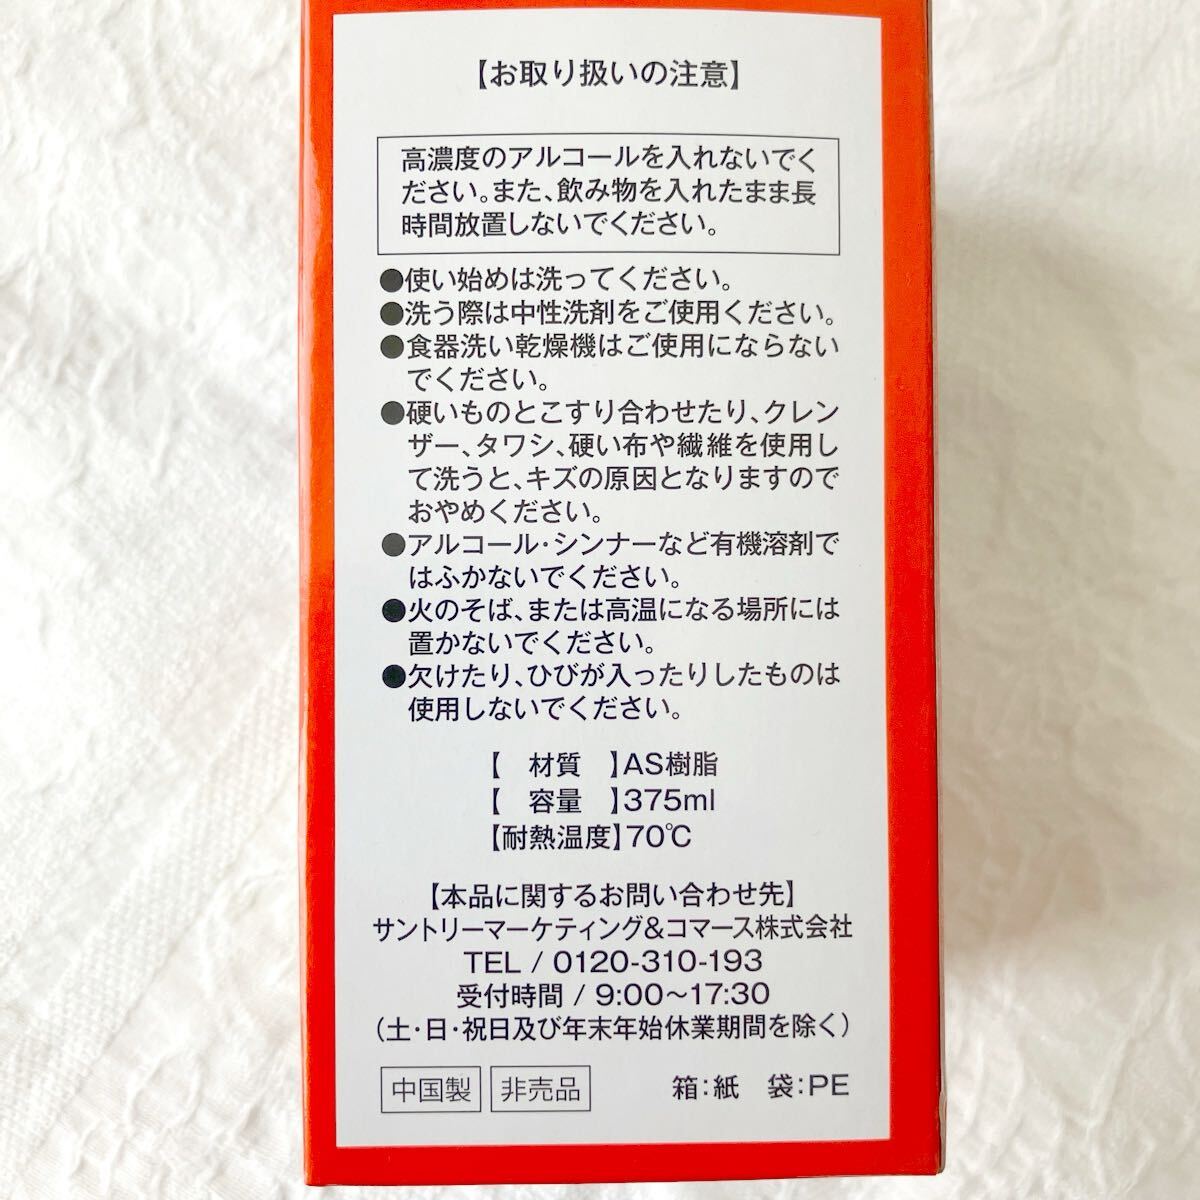 【お取り扱いの注意】
高濃度のアルコールを入れないでく
ださい。また、飲み物を入れたまま長
時間放置しないでください。
●使い始めは洗ってください。
●洗う際は中性洗剤をご使用ください。
●食器洗い乾燥機はご使用にならない
でください。
●硬いものとこすり合わせたり、クレン
ザー、タワシ、硬い布や繊維を使用し
て洗うと、キズの原因となりますので
おやめください。
●アルコール・シンナーなど有機溶剤で
はふかないでください。
●火のそば、または高温になる場所には
置かないでください。
●欠けたり、ひびが入ったりしたものは
使用しないでください。
【 材質 】AS樹脂
【 容量 】375ml
【耐熱温度】70℃
【本品に関するお問い合わせ先】
サントリーマーケティング&コマース株式会社
TEL / 0120-310-193
受付時間 / 9:00〜17:30
(土・日・祝日及び年末年始休業期間を除く)
中国製 非売品 箱:紙 袋:PE